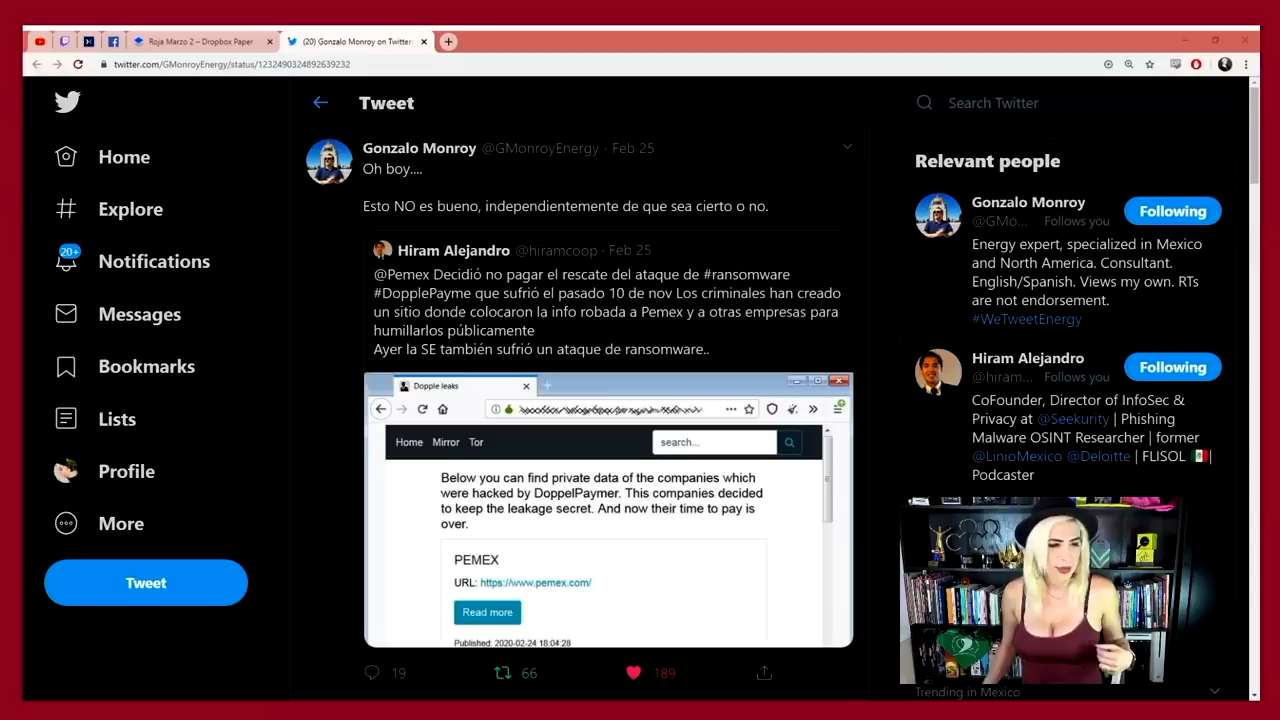 Roja Marzo 2 – Dropbox Paper
(20) Gonzalo Monroy on Twitter:
twitter.com/GMonroyEnergy/status/1232490324892639232
Home
Explore
20+
Notifications
Messages
Bookmarks
Lists
Profile
More
Tweet
Tweet
Gonzalo Monroy @GMonroyEnergy · Feb 25
Oh boy....
Esto NO es bueno, independientemente de que sea cierto o no.
Hiram Alejandro @hiramcoop · Feb 25
@Pemex Decidió no pagar el rescate del ataque de #ransomware
#DopplePayme que sufrió el pasado 10 de nov Los criminales han creado
un sitio donde colocaron la info robada a Pemex y a otras empresas para
humillarlos públicamente
Ayer la SE también sufrió un ataque de ransomware..
Dopple leaks
Home Mirror Tor
search...
Below you can find private data of the companies which
were hacked by DoppelPaymer. This companies decided
to keep the leakage secret. And now their time to pay is
over.
PEMEX
URL: https://www.pemex.com/
Read more
Published: 2020-02-24 18:04:28
19
66
189
Search Twitter
Relevant people
Gonzalo Monroy
@GMo... Follows you
Following
Energy expert, specialized in Mexico
and North America. Consultant.
English/Spanish. Views my own. RTs
are not endorsement.
#WeTweetEnergy
Hiram Alejandro
@hiram... Follows you
Following
CoFounder, Director of InfoSec &
Privacy at @Seekurity | Phishing
Malware OSINT Researcher | former
@LinioMexico @Deloitte | FLISOL 🇲🇽|
Podcaster
Trending in Mexico